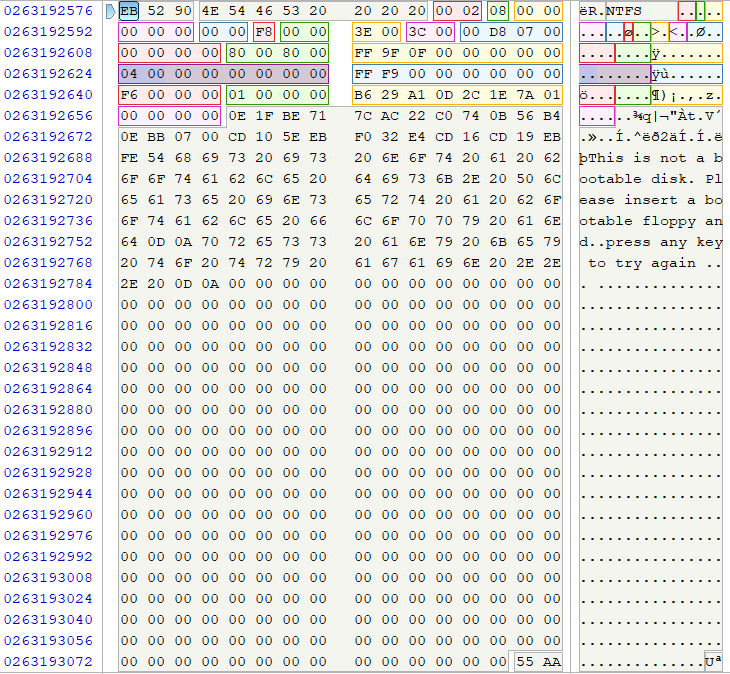 0263192576 EB 52 90 4E 54 46 53 20 20 20 20 00 02 08 00 00 ëR.NTFS .....
0263192592 00 00 00 00 00 F8 00 00 3E 00 3C 00 00 D8 07 00 .....ø..>.<..Ø..
0263192608 00 00 00 00 80 00 80 00 FF 9F 0F 00 00 00 00 00 ........ÿ.......
0263192624 04 00 00 00 00 00 00 00 FF F9 00 00 00 00 00 00 ........ÿù......
0263192640 F6 00 00 00 01 00 00 00 B6 29 A1 0D 2C 1E 7A 01 ö.......¶)¡.,.z.
0263192656 00 00 00 00 0E 1F BE 71 7C AC 22 C0 74 0B 56 B4 ......¾q|¬"Àt.V´
0263192672 0E BB 07 00 CD 10 5E EB F0 32 E4 CD 16 CD 19 EB .»..Í.^ëð2äÍ.Í.ë
0263192688 FE 54 68 69 73 20 69 73 20 6E 6F 74 20 61 20 62 þThis is not a b
0263192704 6F 6F 74 61 62 6C 65 20 64 69 73 6B 2E 20 50 6C ootable disk. Pl
0263192720 65 61 73 65 20 69 6E 73 65 72 74 20 61 20 62 6F ease insert a bo
0263192736 6F 74 61 62 6C 65 20 66 6C 6F 70 70 79 20 61 6E otable floppy an
0263192752 64 0D 0A 70 72 65 73 73 20 61 6E 79 20 6B 65 79 d..press any key
0263192768 20 74 6F 20 74 72 79 20 61 67 61 69 6E 20 2E 2E to try again ..
0263192784 2E 20 0D 0A 00 00 00 00 00 00 00 00 00 00 00 00 . ..............
0263192800 00 00 00 00 00 00 00 00 00 00 00 00 00 00 00 00 ................
0263192816 00 00 00 00 00 00 00 00 00 00 00 00 00 00 00 00 ................
0263192832 00 00 00 00 00 00 00 00 00 00 00 00 00 00 00 00 ................
0263192848 00 00 00 00 00 00 00 00 00 00 00 00 00 00 00 00 ................
0263192864 00 00 00 00 00 00 00 00 00 00 00 00 00 00 00 00 ................
0263192880 00 00 00 00 00 00 00 00 00 00 00 00 00 00 00 00 ................
0263192896 00 00 00 00 00 00 00 00 00 00 00 00 00 00 00 00 ................
0263192912 00 00 00 00 00 00 00 00 00 00 00 00 00 00 00 00 ................
0263192928 00 00 00 00 00 00 00 00 00 00 00 00 00 00 00 00 ................
0263192944 00 00 00 00 00 00 00 00 00 00 00 00 00 00 00 00 ................
0263192960 00 00 00 00 00 00 00 00 00 00 00 00 00 00 00 00 ................
0263192976 00 00 00 00 00 00 00 00 00 00 00 00 00 00 00 00 ................
0263192992 00 00 00 00 00 00 00 00 00 00 00 00 00 00 00 00 ................
0263193008 00 00 00 00 00 00 00 00 00 00 00 00 00 00 00 00 ................
0263193024 00 00 00 00 00 00 00 00 00 00 00 00 00 00 00 00 ................
0263193040 00 00 00 00 00 00 00 00 00 00 00 00 00 00 00 00 ................
0263193056 00 00 00 00 00 00 00 00 00 00 00 00 00 00 00 00 ................
0263193072 00 00 00 00 00 00 00 00 00 00 00 00 00 00 55 AA ..............Uª